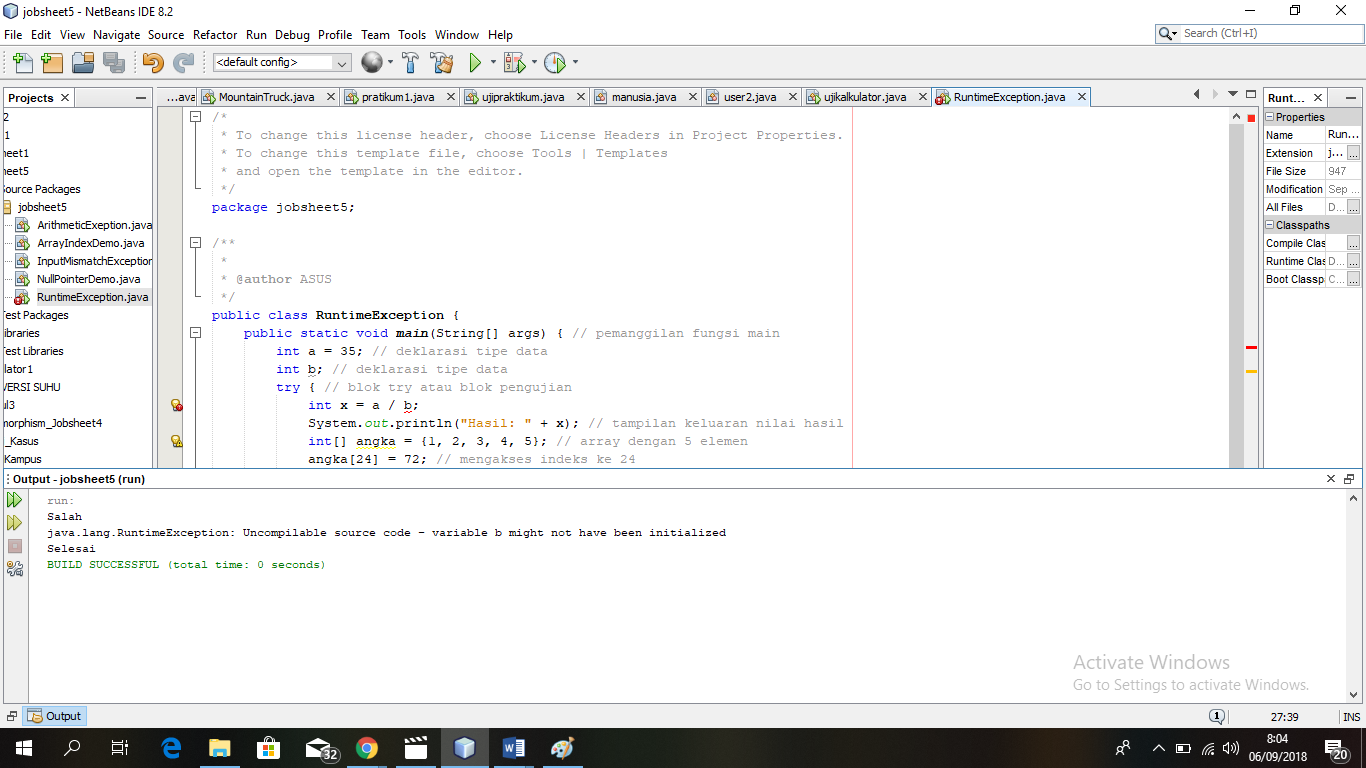 jobsheet5 - NetBeans IDE 8.2
File Edit View Navigate Source Refactor Run Debug Profile Team Tools Window Help
Search (Ctrl+I)
<default config>
Projects
...ava MountainTruck.java pratikum1.java ujipraktikum.java manusia.java user2.java ujikalkulator.java RuntimeException.java
2
1
heet1
heet5
Source Packages
jobsheet5
ArithmeticExeption.java
ArrayIndexDemo.java
InputMismatchException
NullPointerDemo.java
RuntimeException.java
Test Packages
ibraries
Test Libraries
lator1
VERSI SUHU
ul3
morphism_Jobsheet4
_Kasus
Kampus
/*
* To change this license header, choose License Headers in Project Properties.
* To change this template file, choose Tools | Templates
* and open the template in the editor.
*/
package jobsheet5;
/**
*
* @author ASUS
*/
public class RuntimeException {
public static void main(String[] args) { // pemanggilan fungsi main
int a = 35; // deklarasi tipe data
int b; // deklarasi tipe data
try { // blok try atau blok pengujian
int x = a / b;
System.out.println("Hasil: " + x); // tampilan keluaran nilai hasil
int[] angka = {1, 2, 3, 4, 5}; // array dengan 5 elemen
angka[24] = 72; // mengakses indeks ke 24
Runt...
Properties
Name Run...
Extension j... ...
File Size 947
Modification Sep ...
All Files D... ...
Classpaths
Compile Clas ...
Runtime Clas D... ...
Boot Classp C... ...
Output - jobsheet5 (run)
run:
Salah
java.lang.RuntimeException: Uncompilable source code - variable b might not have been initialized
Selesai
BUILD SUCCESSFUL (total time: 0 seconds)
Activate Windows
Go to Settings to activate Windows.
Output
1
27:39
INS
32
8:04
06/09/2018
20